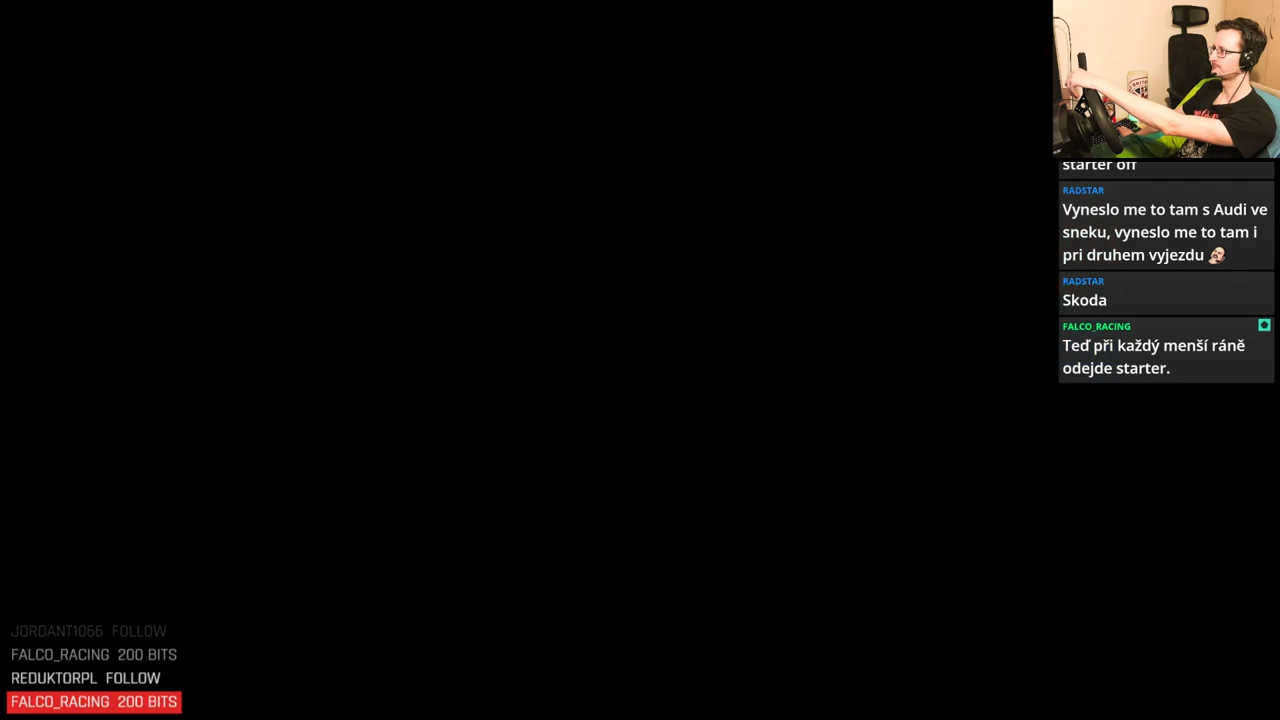 starter off
RADSTAR
Vyneslo me to tam s Audi ve
sneku, vyneslo me to tam i
pri druhem vyjezdu
RADSTAR
Skoda
FALCO_RACING
Teď při každý menší ráně
odejde starter.
JORDANT1066 FOLLOW
FALCO_RACING 200 BITS
REDUKTORPL FOLLOW
FALCO_RACING 200 BITS